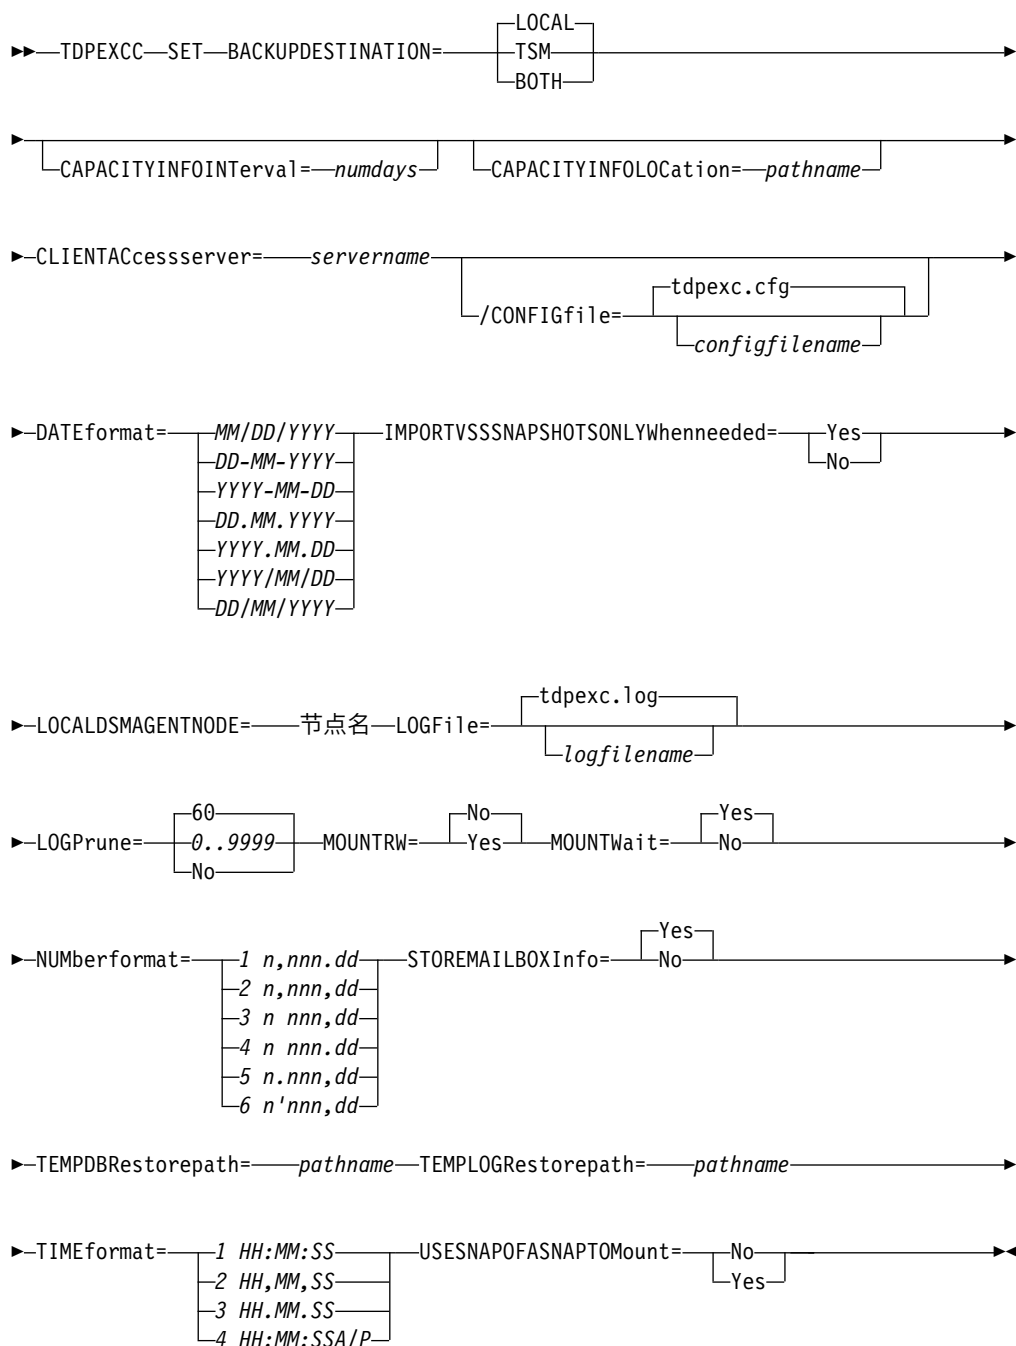 LOCAL
TDPEXCC SET BACKUPDESTINATION= TSM
BOTH
CAPACITYINFOINTerval= numdays CAPACITYINFOLOCation= pathname
CLIENTACcessserver= servername
tdpexc.cfg
/CONFIGfile=
configfilename
DATEformat= MM/DD/YYYY IMPORTVSSSNAPSHOTSONLYWhenneeded= Yes
DD-MM-YYYY No
YYYY-MM-DD
DD.MM.YYYY
YYYY.MM.DD
YYYY/MM/DD
DD/MM/YYYY
tdpexc.log
LOCALDSMAGENTNODE= 节点名 LOGFile=
logfilename
60 No Yes
LOGPrune= 0..9999 MOUNTRW= Yes MOUNTWait= No
No
Yes
NUMberformat= 1 n,nnn.dd STOREMAILBOXInfo= No
2 n,nnn,dd
3 n nnn,dd
4 n nnn.dd
5 n.nnn,dd
6 n'nnn,dd
TEMPDBRestorepath= pathname TEMPLOGRestorepath= pathname
TIMEformat= 1 HH:MM:SS USESNAPOFASNAPTOMount= No
2 HH,MM,SS Yes
3 HH.MM.SS
4 HH:MM:SSA/P